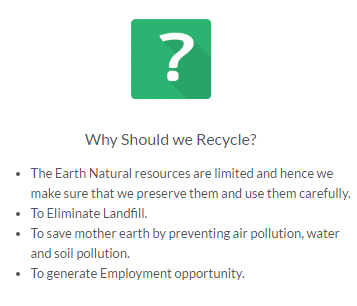 ?
Why Should we Recycle?
• The Earth Natural resources are limited and hence we
make sure that we preserve them and use them carefully.
• To Eliminate Landfill.
• To save mother earth by preventing air pollution, water
and soil pollution.
• To generate Employment opportunity.